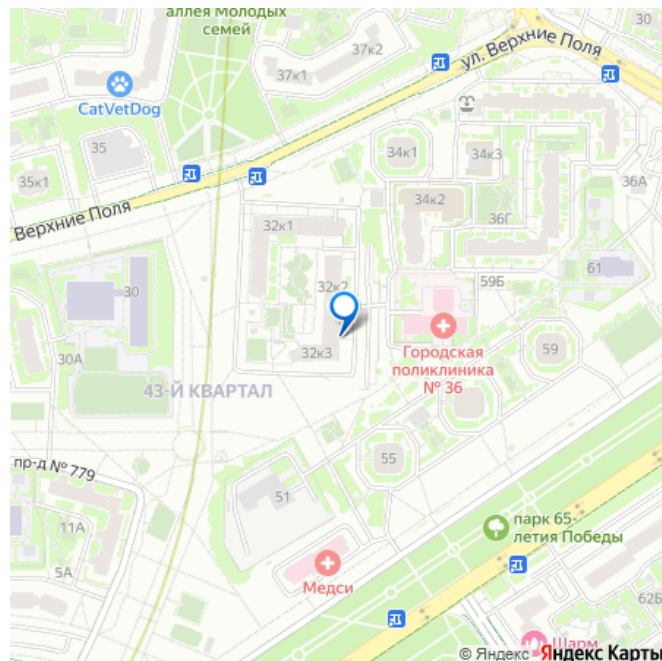 аллея Молодых
семей
30
37к2
ул. Верхние Поля
37к1
CatVetDog
35
34к1
34к3
35к1
34к2
36А
Верхние Поля
32к1
36Г
61
59Б
30
32к2
Городская
поликлиника
№ 36
59
30А
32к3
43-Й КВАРТАЛ
55
пр-д № 779
51
11А
парк 65-
летия Победы
5А
Медси
62Б
Шарм
© Яндекс Яндекс Карты